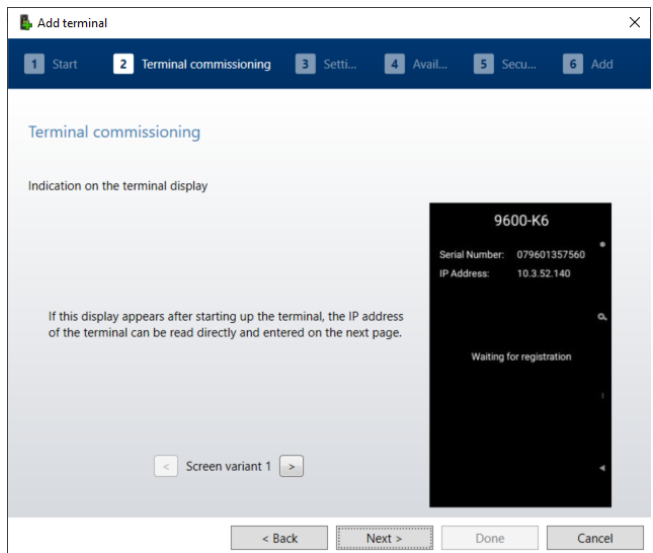 Add terminal
1 Start 2 Terminal commissioning 3 Setti... 4 Avail... 5 Secu... 6 Add
Terminal commissioning
Indication on the terminal display
9600-K6
Serial Number: 079601357560
IP Address: 10.3.52.140
If this display appears after starting up the terminal, the IP address
of the terminal can be read directly and entered on the next page.
Waiting for registration
< Screen variant 1 >
< Back Next > Done Cancel